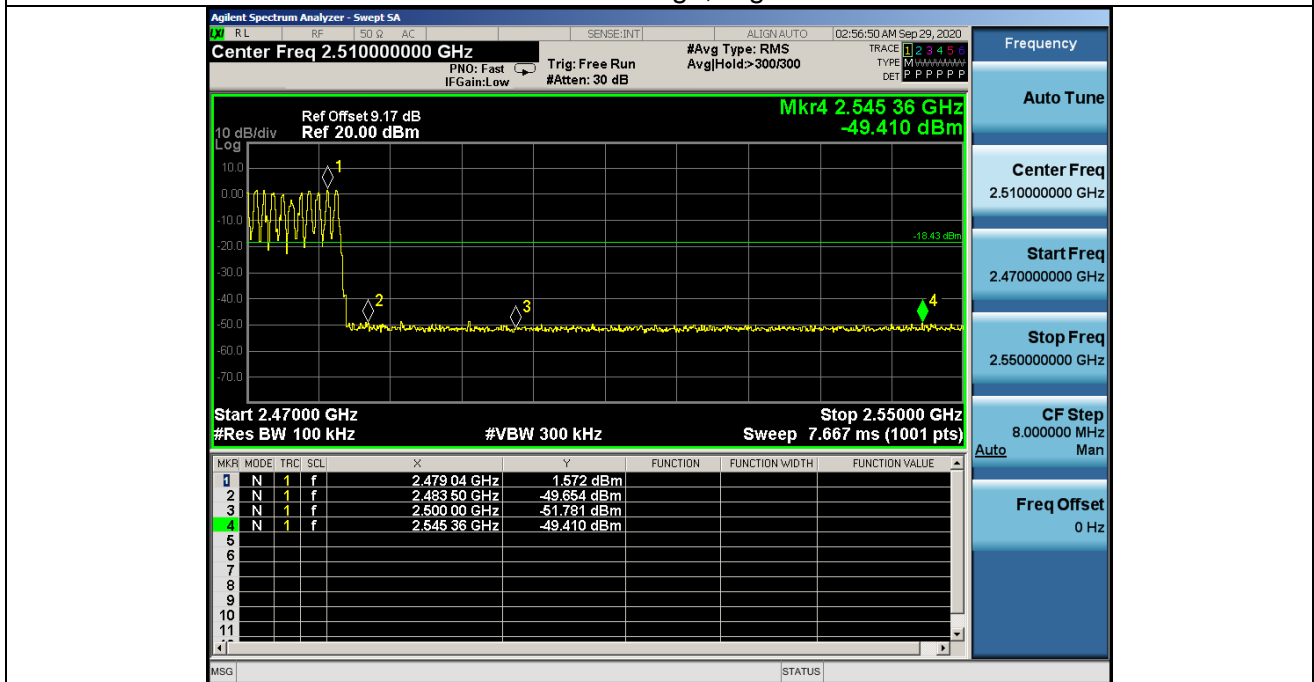 Agilent Spectrum Analyzer - Swept SA
LXI RL RF 50 Ω AC SENSE:INT ALIGN AUTO 02:56:50 AM Sep 29, 2020
Center Freq 2.510000000 GHz
PNO: Fast
IFGain:Low
Trig: Free Run
#Atten: 30 dB
#Avg Type: RMS
Avg|Hold:>300/300
TRACE 1 2 3 4 5 6
TYPE M
DET P P P P P P
Mkr4 2.545 36 GHz
-49.410 dBm
Ref Offset 9.17 dB
10 dB/div Ref 20.00 dBm
Log
10.0
0.00
-10.0
-20.0
-30.0
-40.0
-50.0
-60.0
-70.0
1
2
3
4
-18.43 dBm
Start 2.47000 GHz Stop 2.55000 GHz
#Res BW 100 kHz #VBW 300 kHz Sweep 7.667 ms (1001 pts)
MKR MODE TRC SCL X Y FUNCTION FUNCTION WIDTH FUNCTION VALUE
1 N 1 f 2.479 04 GHz 1.572 dBm
2 N 1 f 2.483 50 GHz -49.654 dBm
3 N 1 f 2.500 00 GHz -51.781 dBm
4 N 1 f 2.545 36 GHz -49.410 dBm
5
6
7
8
9
10
11
MSG STATUS
Frequency
Auto Tune
Center Freq
2.510000000 GHz
Start Freq
2.470000000 GHz
Stop Freq
2.550000000 GHz
CF Step
8.000000 MHz
Auto Man
Freq Offset
0 Hz